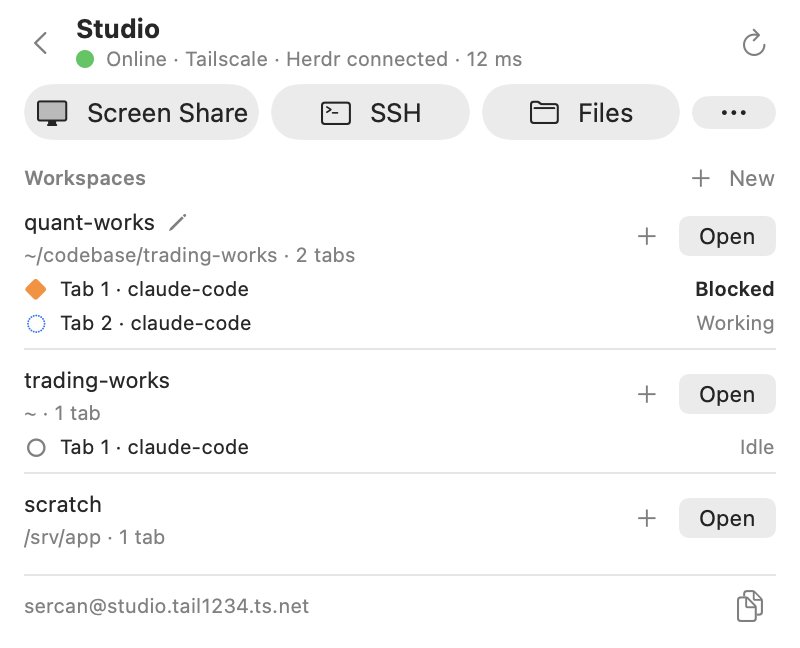 Studio
Online · Tailscale · Herdr connected · 12 ms
Screen Share
SSH
Files
Workspaces
New
quant-works
Open
~/codebase/trading-works · 2 tabs
Tab 1 · claude-code
Blocked
Tab 2 · claude-code
Working
trading-works
Open
~ · 1 tab
Tab 1 · claude-code
Idle
scratch
Open
/srv/app · 1 tab
sercan@studio.tail1234.ts.net